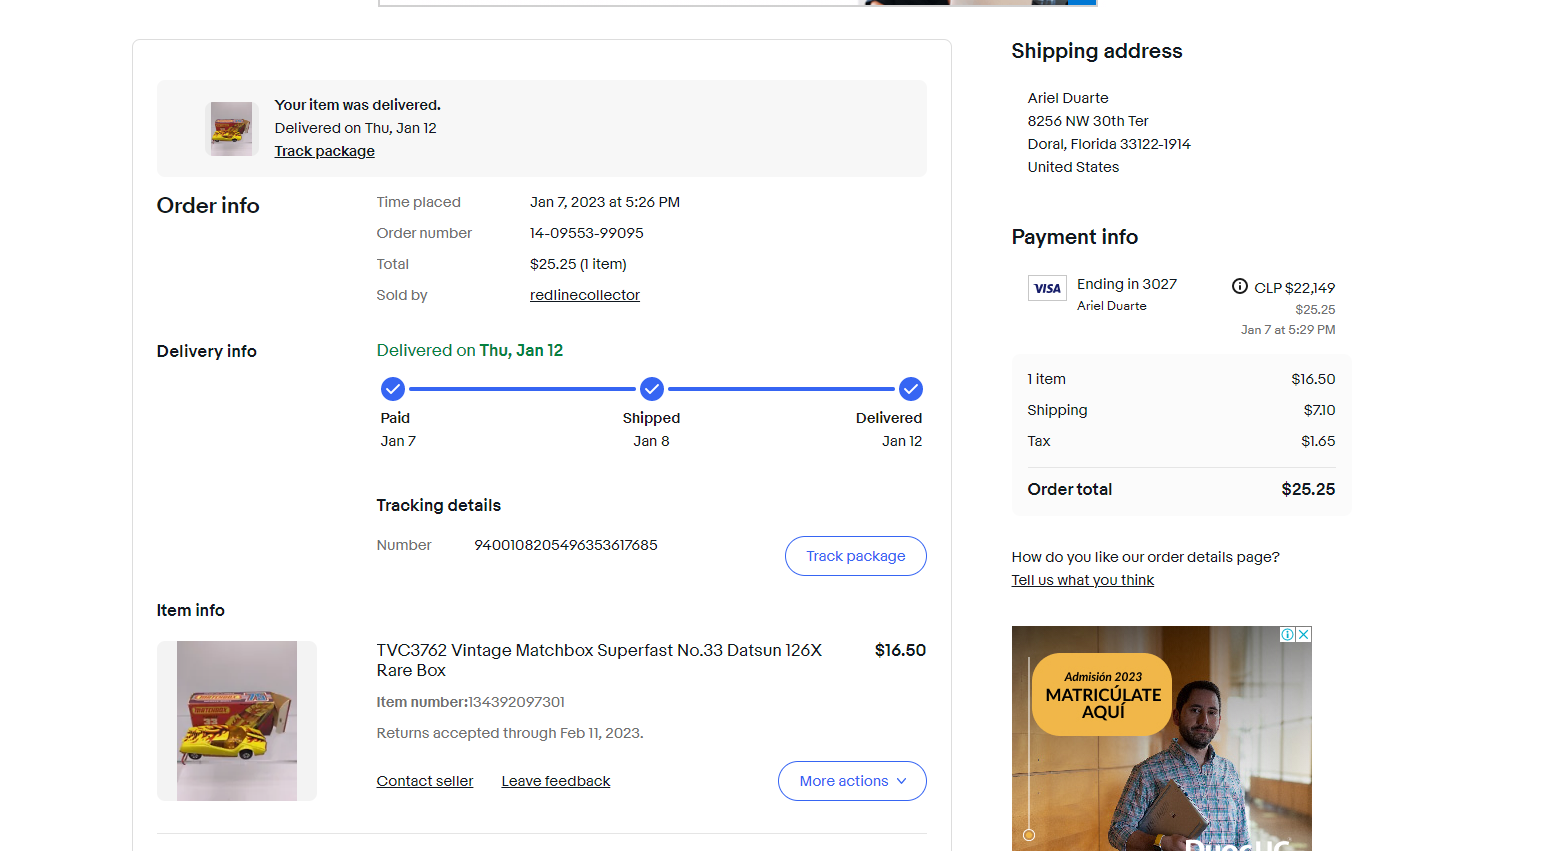 Your item was delivered.
Delivered on Thu, Jan 12
Track package
Order info
Time placed Jan 7, 2023 at 5:26 PM
Order number 14-09553-99095
Total $25.25 (1 item)
Sold by redlinecollector
Delivery info
Delivered on Thu, Jan 12
Paid Shipped Delivered
Jan 7 Jan 8 Jan 12
Tracking details
Number 9400108205496353617685
Track package
Item info
TVC3762 Vintage Matchbox Superfast No.33 Datsun 126X $16.50
Rare Box
Item number:134392097301
Returns accepted through Feb 11, 2023.
Contact seller Leave feedback More actions
MATCHBOX
33
Shipping address
Ariel Duarte
8256 NW 30th Ter
Doral, Florida 33122-1914
United States
Payment info
VISA Ending in 3027 CLP $22,149
Ariel Duarte $25.25
Jan 7 at 5:29 PM
1 item $16.50
Shipping $7.10
Tax $1.65
Order total $25.25
How do you like our order details page?
Tell us what you think
Admisión 2023
MATRICÚLATE
AQUÍ
DuocUC